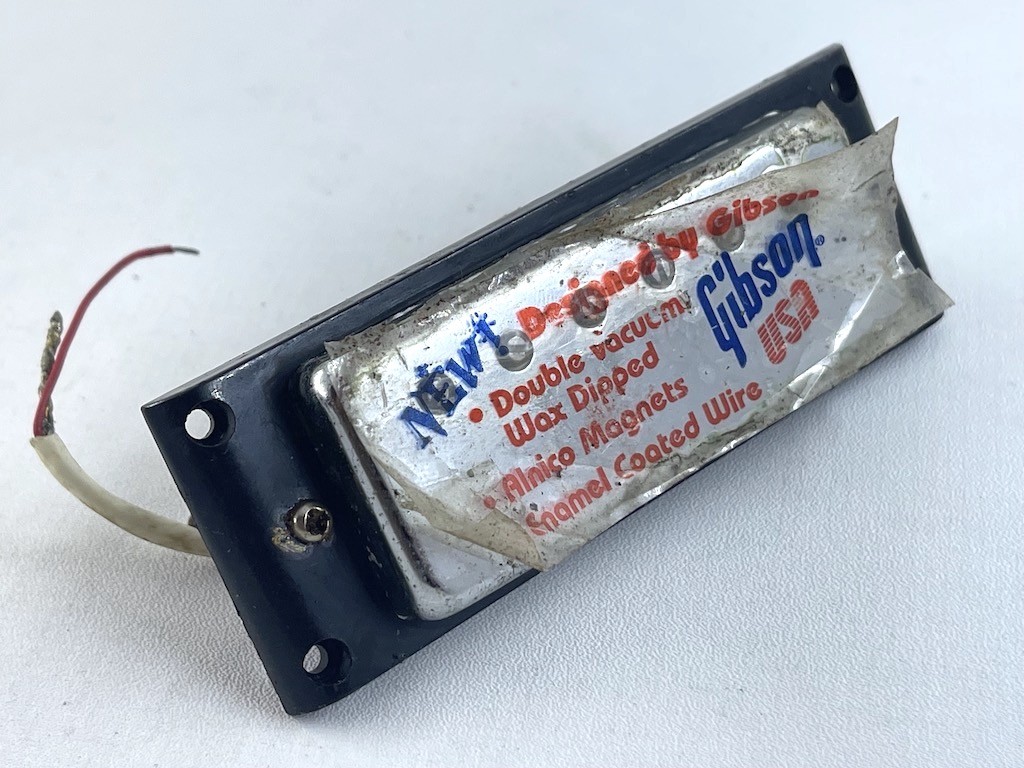 NEW!
Designed by Gibson
• Double vacuum
Wax Dipped
• Alnico Magnets
Enamel Coated Wire
Gibson®
USA